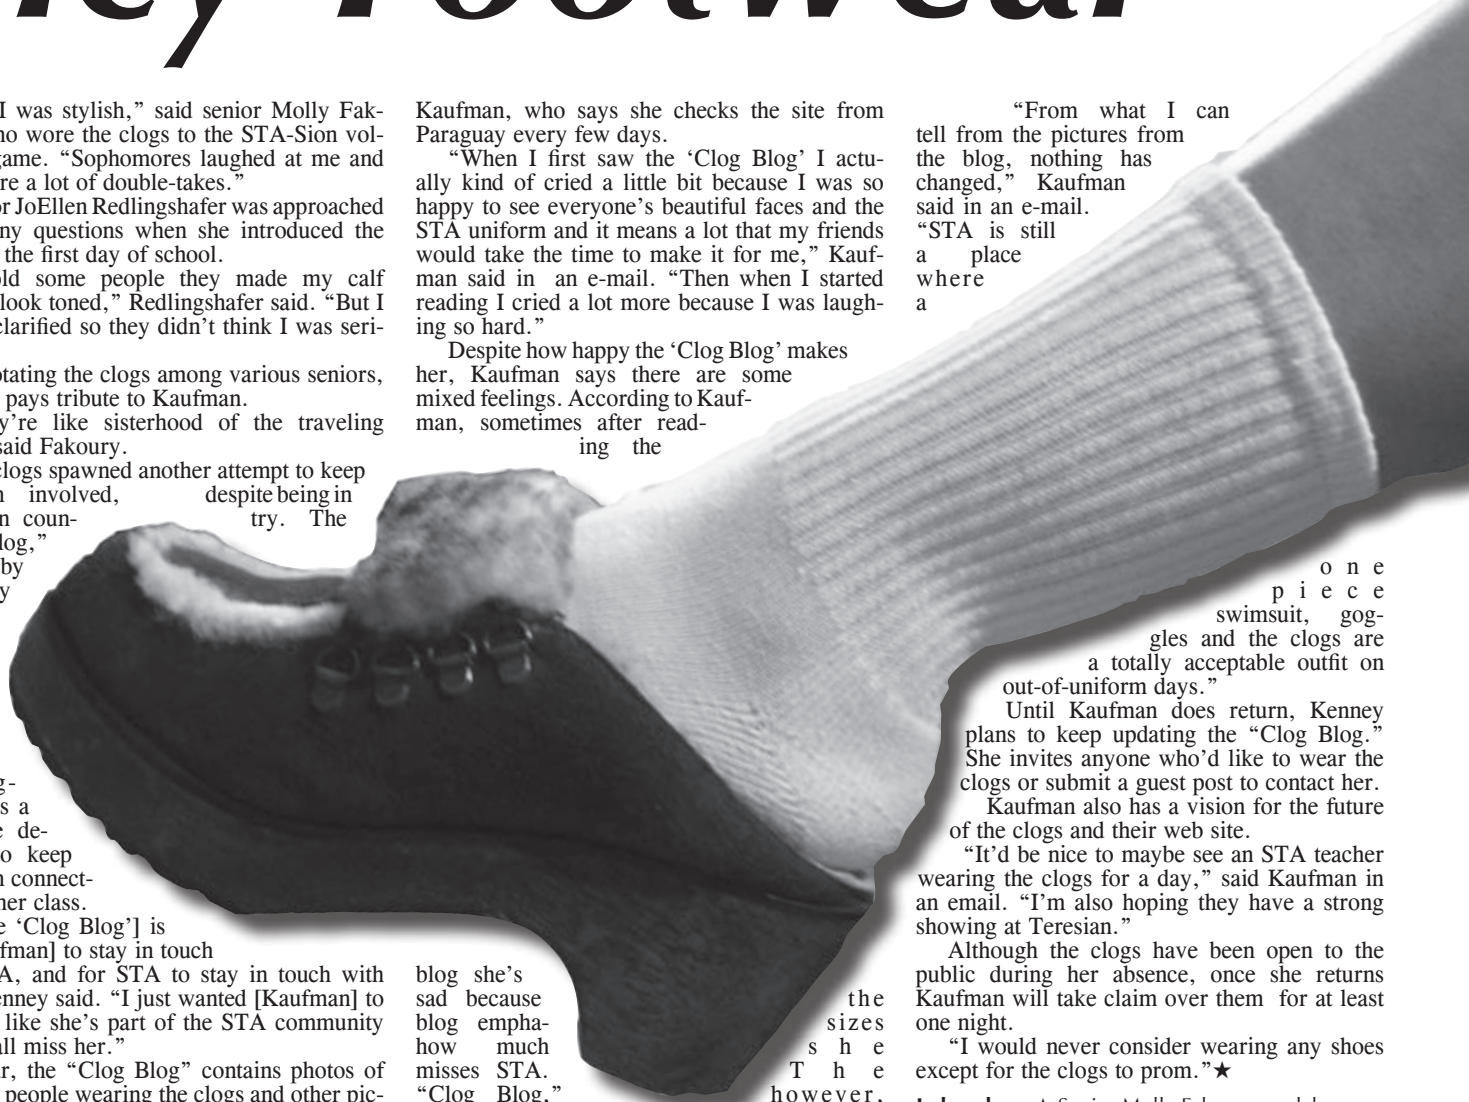 Footwear
I was stylish,” said senior Molly Fak-
wore the clogs to the STA-Sion vol-
“Sophomores laughed at me and
a lot of double-takes.”
JoEllen Redlingshafer was approached
questions when she introduced the
the first day of school.
some people they made my calf
look toned,” Redlingshafer said. “But I
clarified so they didn’t think I was seri-
the clogs among various seniors,
pays tribute to Kaufman.
like sisterhood of the traveling
said Fakoury.
clogs spawned another attempt to keep
involved, despite being in
coun- try. The
by
s a
de-
keep
connect-
her class.
‘Clog Blog’] is
to stay in touch
and for STA to stay in touch with
said. “I just wanted [Kaufman] to
like she’s part of the STA community
miss her.”
the “Clog Blog” contains photos of
people wearing the clogs and other pic-
Kaufman, who says she checks the site from
Paraguay every few days.
“When I first saw the ‘Clog Blog’ I actu-
ally kind of cried a little bit because I was so
happy to see everyone’s beautiful faces and the
STA uniform and it means a lot that my friends
would take the time to make it for me,” Kauf-
man said in an e-mail. “Then when I started
reading I cried a lot more because I was laugh-
ing so hard.”
Despite how happy the ‘Clog Blog’ makes
her, Kaufman says there are some
mixed feelings. According to Kauf-
man, sometimes after read-
ing the
blog she’s
sad because the
blog empha- sizes
how much she
misses STA. The
“Clog Blog,” however,
“From what I can
tell from the pictures from
the blog, nothing has
changed,” Kaufman
said in an e-mail.
“STA is still
a place
where
a
one
piece
swimsuit, gog-
gles and the clogs are
a totally acceptable outfit on
out-of-uniform days.”
Until Kaufman does return, Kenney
plans to keep updating the “Clog Blog.”
She invites anyone who’d like to wear the
clogs or submit a guest post to contact her.
Kaufman also has a vision for the future
of the clogs and their web site.
“It’d be nice to maybe see an STA teacher
wearing the clogs for a day,” said Kaufman in
an email. “I’m also hoping they have a strong
showing at Teresian.”
Although the clogs have been open to the
public during her absence, once she returns
Kaufman will take claim over them for at least
one night.
“I would never consider wearing any shoes
except for the clogs to prom.”★